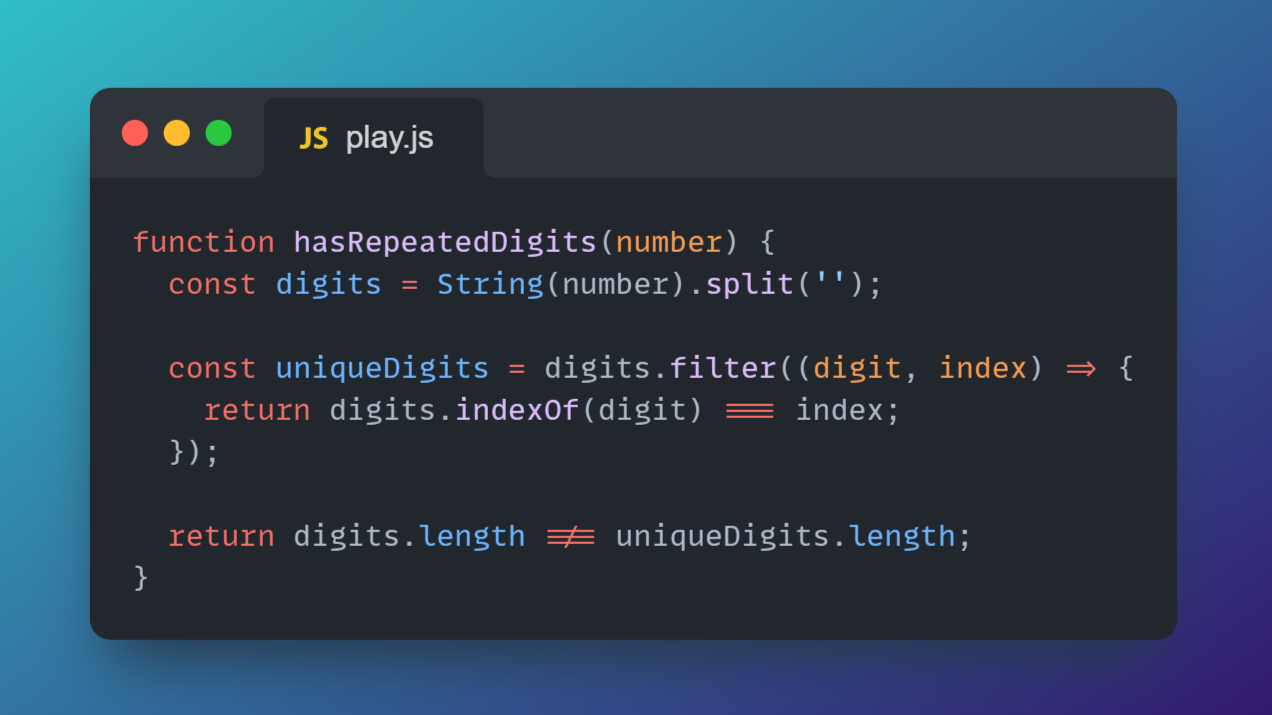 JS play.js
function hasRepeatedDigits(number) {
  const digits = String(number).split('');
  const uniqueDigits = digits.filter((digit, index) => {
    return digits.indexOf(digit) === index;
  });
  return digits.length !== uniqueDigits.length;
}